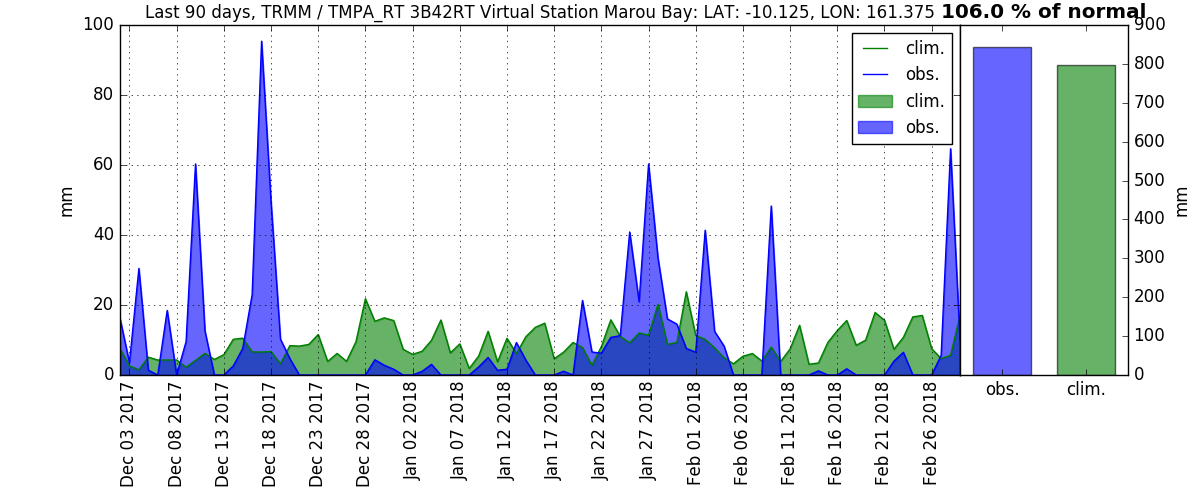 Last 90 days, TRMM / TMPA_RT 3B42RT Virtual Station Marou Bay: LAT: -10.125, LON: 161.375 106.0 % of normal
100
80
60
40
20
0
mm
clim.
obs.
clim.
obs.
900
800
700
600
500
400
300
200
100
0
mm
obs.
clim.
Dec 03 2017
Dec 08 2017
Dec 13 2017
Dec 18 2017
Dec 23 2017
Dec 28 2017
Jan 02 2018
Jan 07 2018
Jan 12 2018
Jan 17 2018
Jan 22 2018
Jan 27 2018
Feb 01 2018
Feb 06 2018
Feb 11 2018
Feb 16 2018
Feb 21 2018
Feb 26 2018